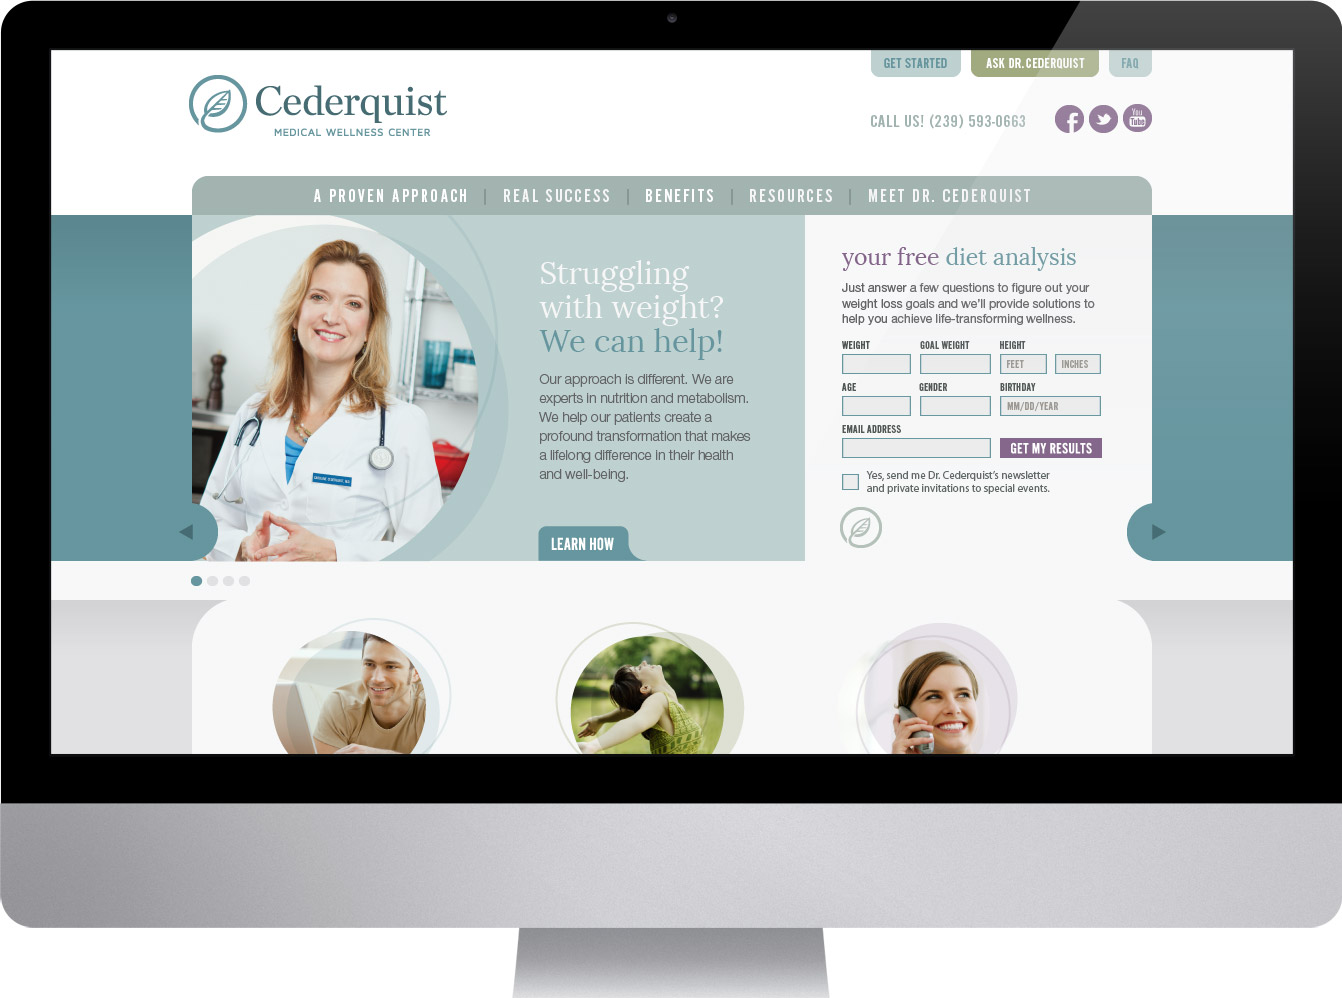 GET STARTED
ASK DR. CEDERQUIST
FAQ
Cederquist
MEDICAL WELLNESS CENTER
CALL US! (239) 593-0663
f
You
Tube
A PROVEN APPROACH | REAL SUCCESS | BENEFITS | RESOURCES | MEET DR. CEDERQUIST
Struggling
with weight?
We can help!
Our approach is different. We are
experts in nutrition and metabolism.
We help our patients create a
profound transformation that makes
a lifelong difference in their health
and well-being.
LEARN HOW
your free diet analysis
Just answer a few questions to figure out your
weight loss goals and we'll provide solutions to
help you achieve life-transforming wellness.
WEIGHT
GOAL WEIGHT
HEIGHT
FEET
INCHES
AGE
GENDER
BIRTHDAY
MM/DD/YEAR
EMAIL ADDRESS
GET MY RESULTS
Yes, send me Dr. Cederquist's newsletter
and private invitations to special events.